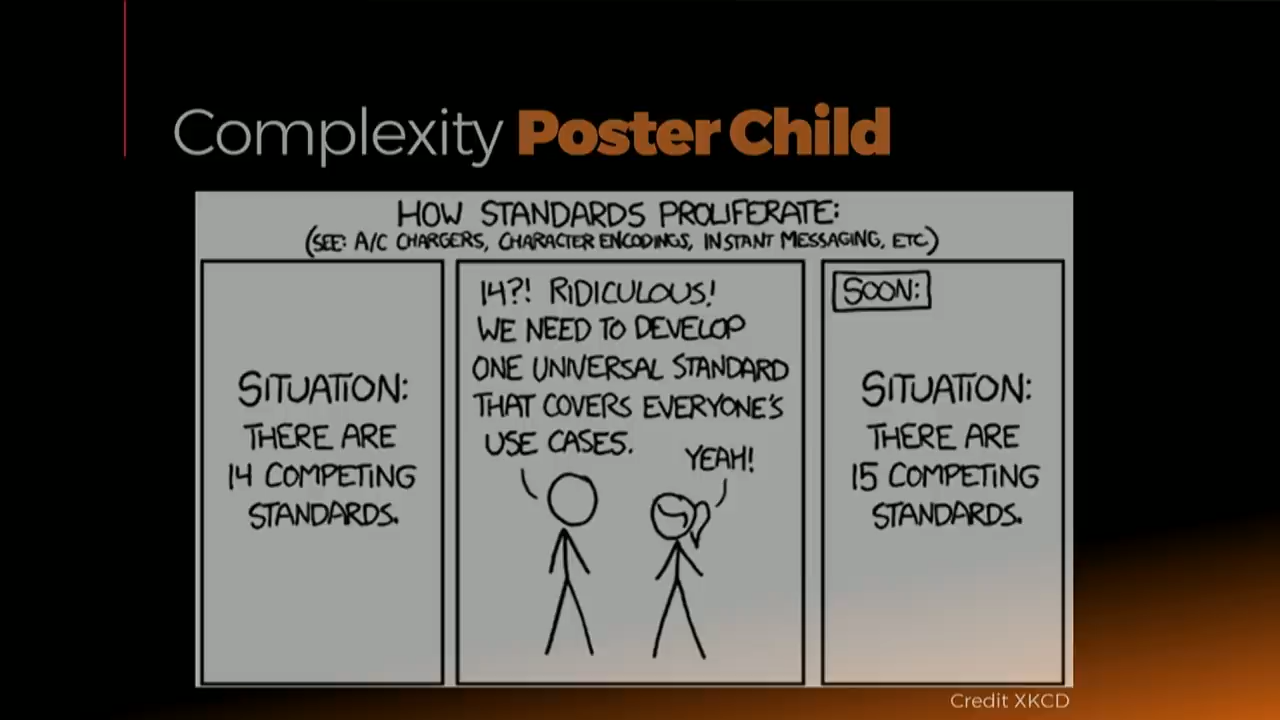 Complexity Poster Child
HOW STANDARDS PROLIFERATE:
(SEE: A/C CHARGERS, CHARACTER ENCODINGS, INSTANT MESSAGING, ETC.)
SITUATION:
THERE ARE
14 COMPETING
STANDARDS.
14?! RIDICULOUS!
WE NEED TO DEVELOP
ONE UNIVERSAL STANDARD
THAT COVERS EVERYONE'S
USE CASES.
YEAH!
SOON:
SITUATION:
THERE ARE
15 COMPETING
STANDARDS.
Credit XKCD